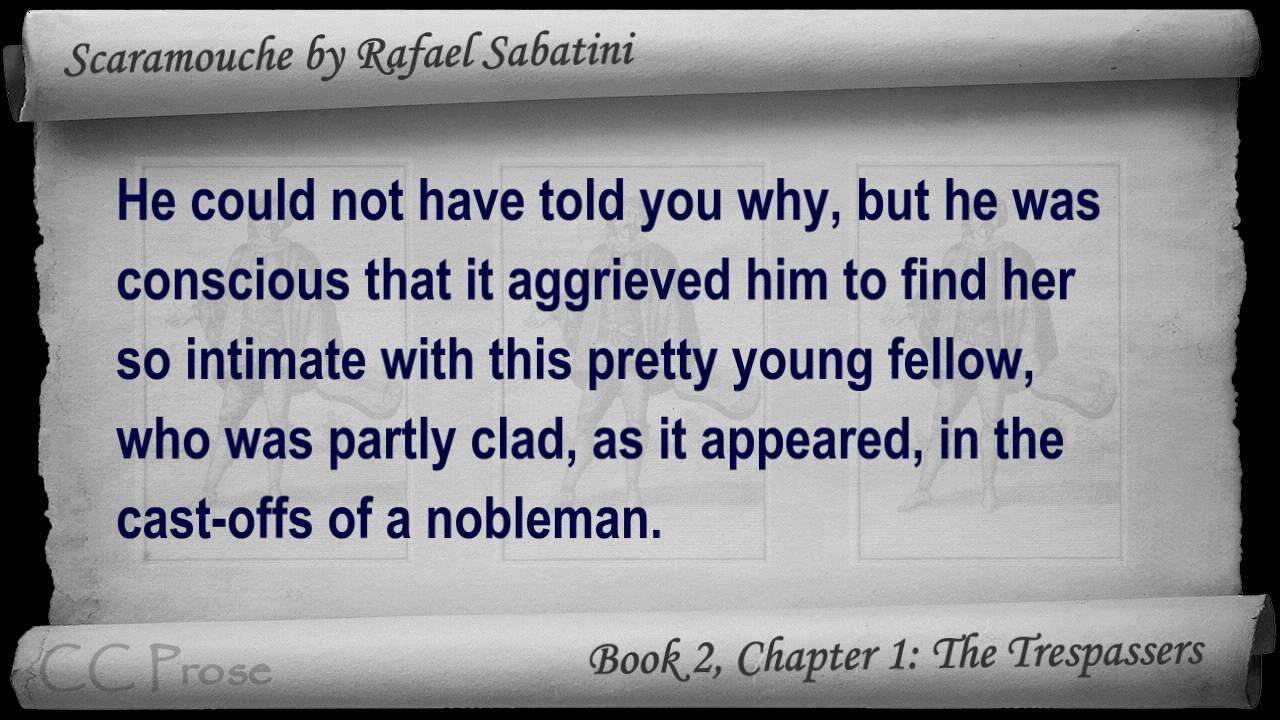 Scaramouche by Rafael Sabatini
He could not have told you why, but he was
conscious that it aggrieved him to find her
so intimate with this pretty young fellow,
who was partly clad, as it appeared, in the
cast-offs of a nobleman.
CC Prose
Book 2, Chapter 1: The Trespassers